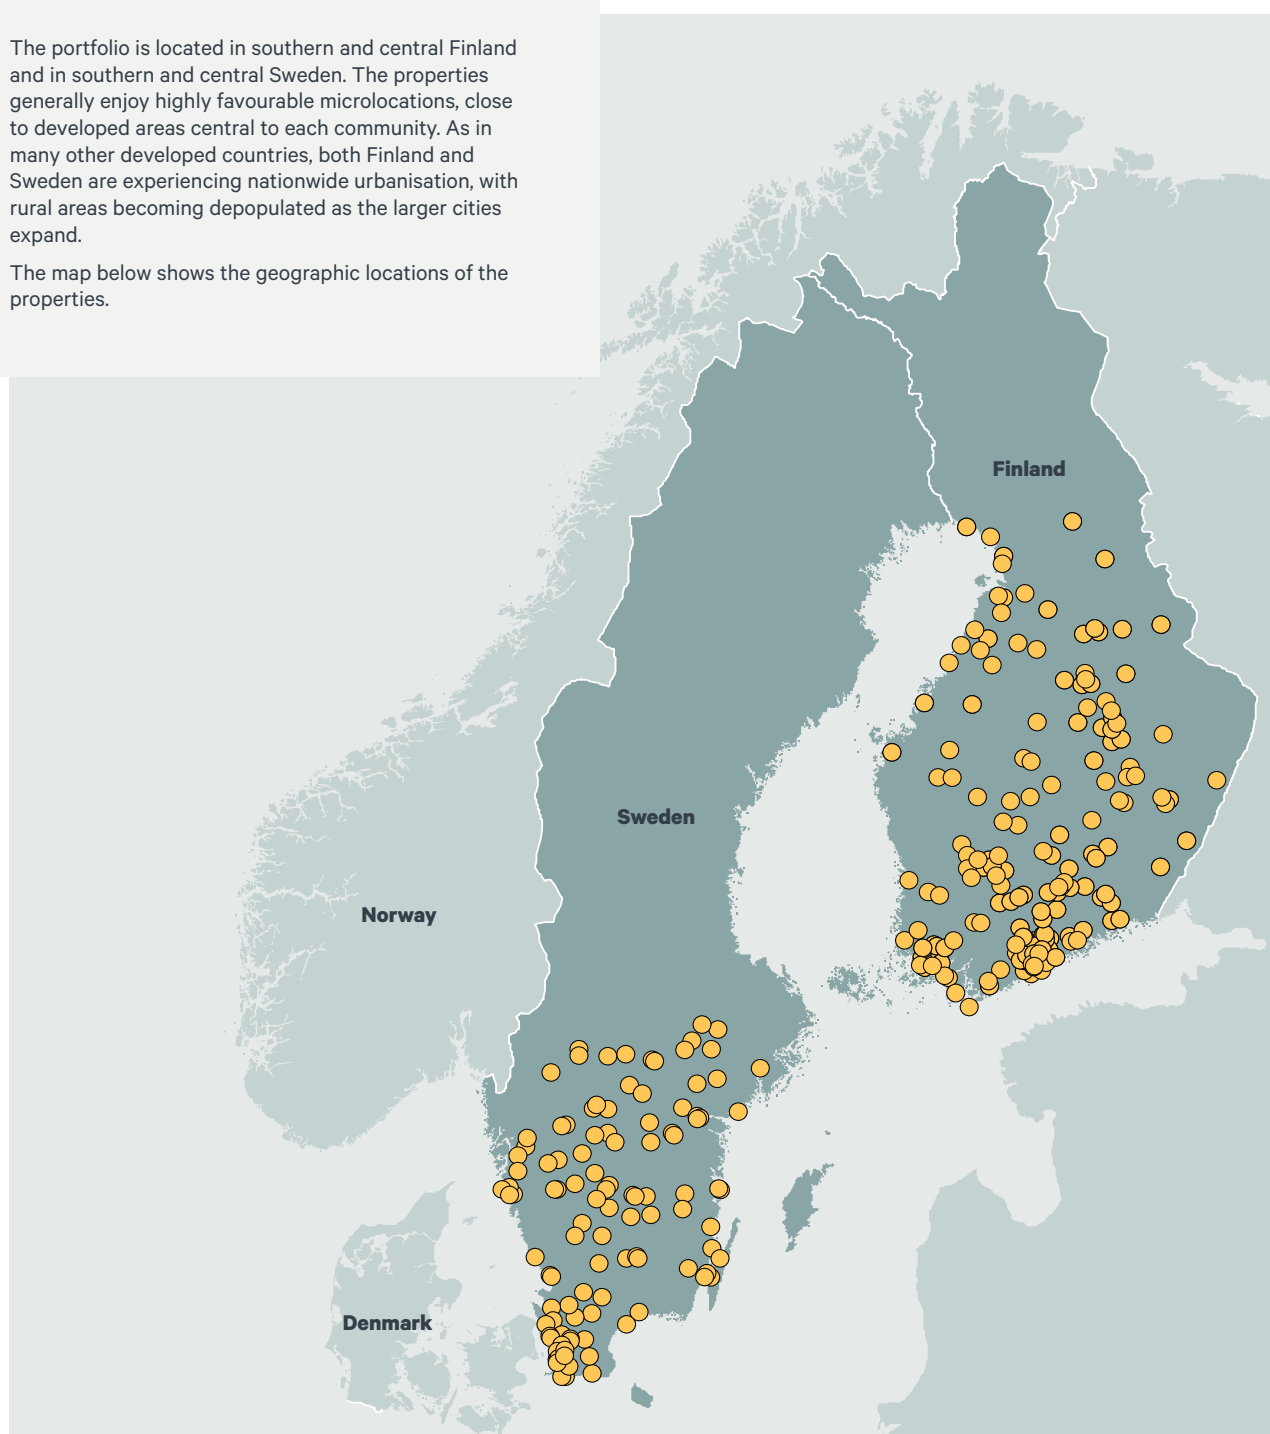 The portfolio is located in southern and central Finland
and in southern and central Sweden. The properties
generally enjoy highly favourable microlocations, close
to developed areas central to each community. As in
many other developed countries, both Finland and
Sweden are experiencing nationwide urbanisation, with
rural areas becoming depopulated as the larger cities
expand.
The map below shows the geographic locations of the
properties.
Finland
Sweden
Norway
Denmark